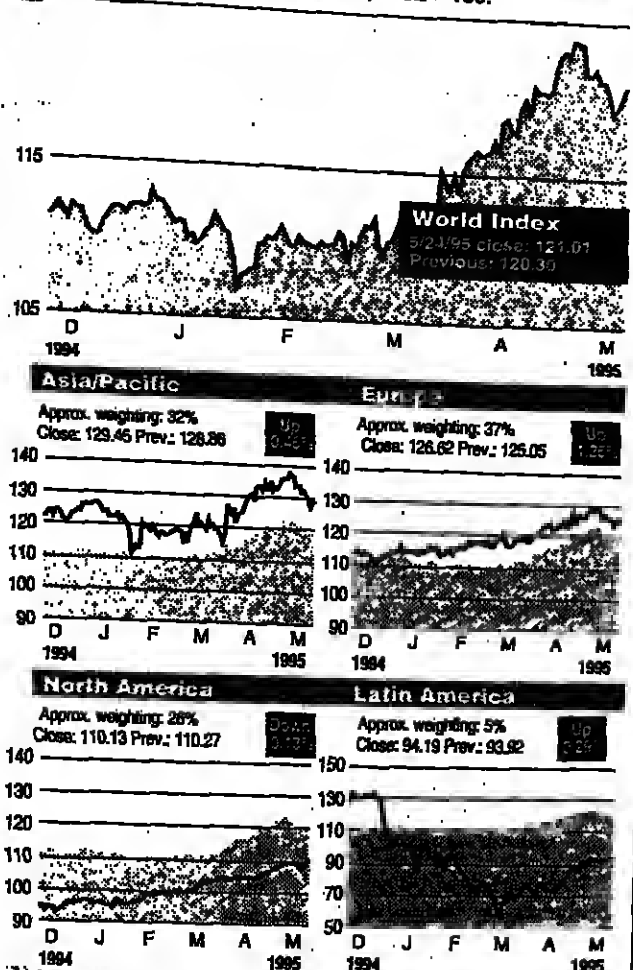 115
World Index
5/24/95 close: 121.01
Previous: 120.30
105
D J F M A M
1994 1995
Asia/Pacific
Approx. weighting: 32%
Close: 129.45 Prev.: 128.86
Up
140
130
120
110
100
90
D J F M A M
1994 1995
Europe
Approx. weighting: 37%
Close: 126.62 Prev.: 125.05
Up
140
130
120
110
100
90
D J F M A M
1994 1995
North America
Approx. weighting: 26%
Close: 110.13 Prev.: 110.27
Down
140
130
120
110
100
90
D J F M A M
1994 1995
Latin America
Approx. weighting: 5%
Close: 94.19 Prev.: 93.92
Up
150
130
110
90
70
50
D J F M A M
1994 1995